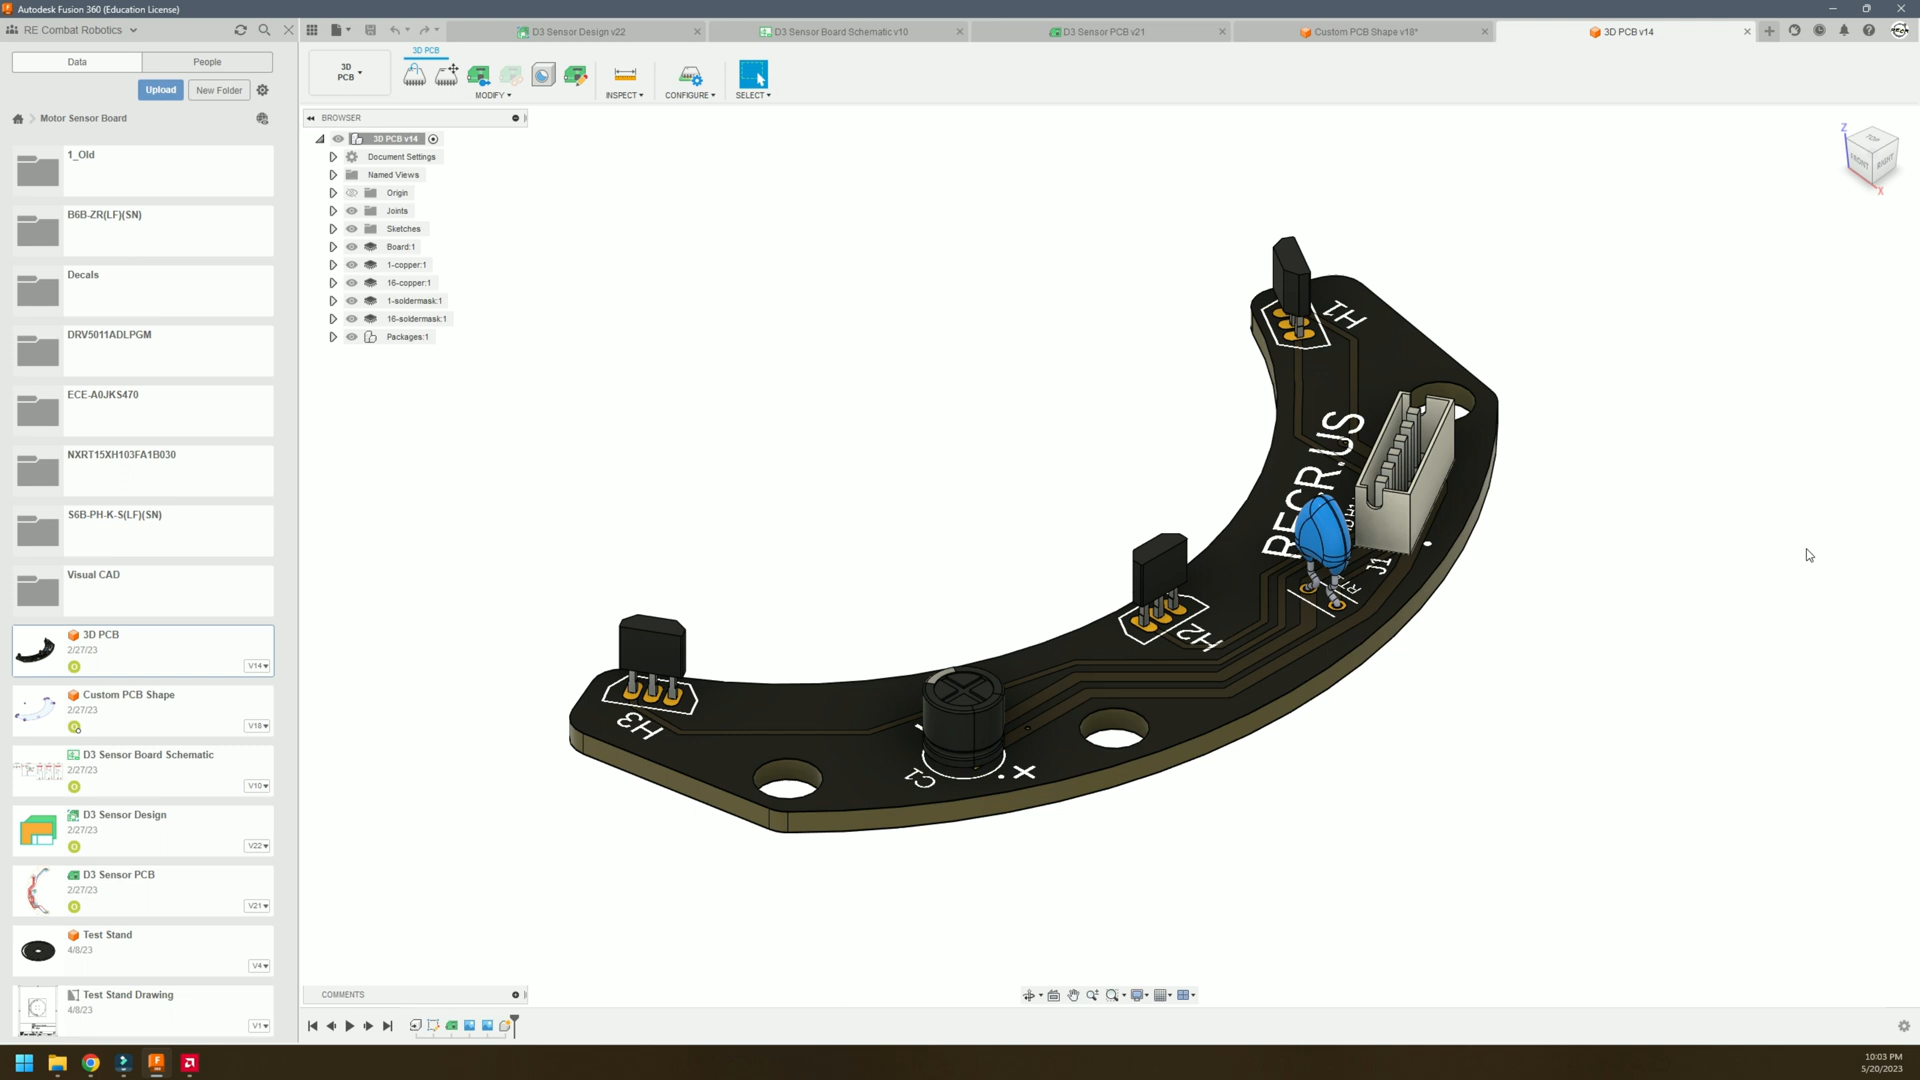 Autodesk Fusion 360 (Education License)
RE Combat Robotics
D3 Sensor Design v22
D3 Sensor Board Schematic v10
D3 Sensor PCB v21
Custom PCB Shape v18*
3D PCB v14
Data
People
Upload
New Folder
Motor Sensor Board
1_Old
B6B-ZR(LF)(SN)
Decals
DRV5011ADLPGM
ECE-A0JKS470
NXRT15XH103FA1B030
S6B-PH-K-S(LF)(SN)
Visual CAD
3D PCB
2/27/23
V14
Custom PCB Shape
2/27/23
V18
D3 Sensor Board Schematic
2/27/23
V10
D3 Sensor Design
2/27/23
V22
D3 Sensor PCB
2/27/23
V21
Test Stand
4/8/23
V4
Test Stand Drawing
4/8/23
V1
3D PCB
3D
PCB
MODIFY
INSPECT
CONFIGURE
SELECT
BROWSER
3D PCB v14
Document Settings
Named Views
Origin
Joints
Sketches
Board:1
1-copper:1
16-copper:1
1-soldermask:1
16-soldermask:1
Packages:1
Z
TOP
FRONT
RIGHT
X
H1
RECR.US
J1
H2
H3
C1
COMMENTS
10:03 PM
5/20/2023